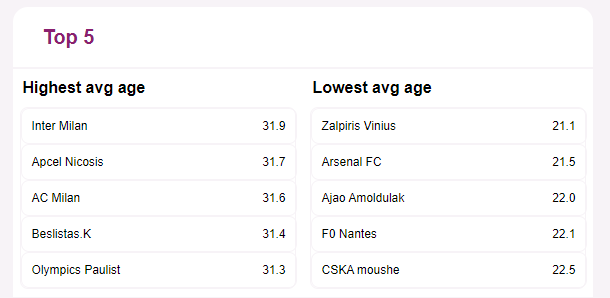 Top 5
Highest avg age
Inter Milan 31.9
Apcel Nicosis 31.7
AC Milan 31.6
Beslistas.K 31.4
Olympics Paulist 31.3
Lowest avg age
Zalpiris Vinius 21.1
Arsenal FC 21.5
Ajao Amoldulak 22.0
F0 Nantes 22.1
CSKA moushe 22.5